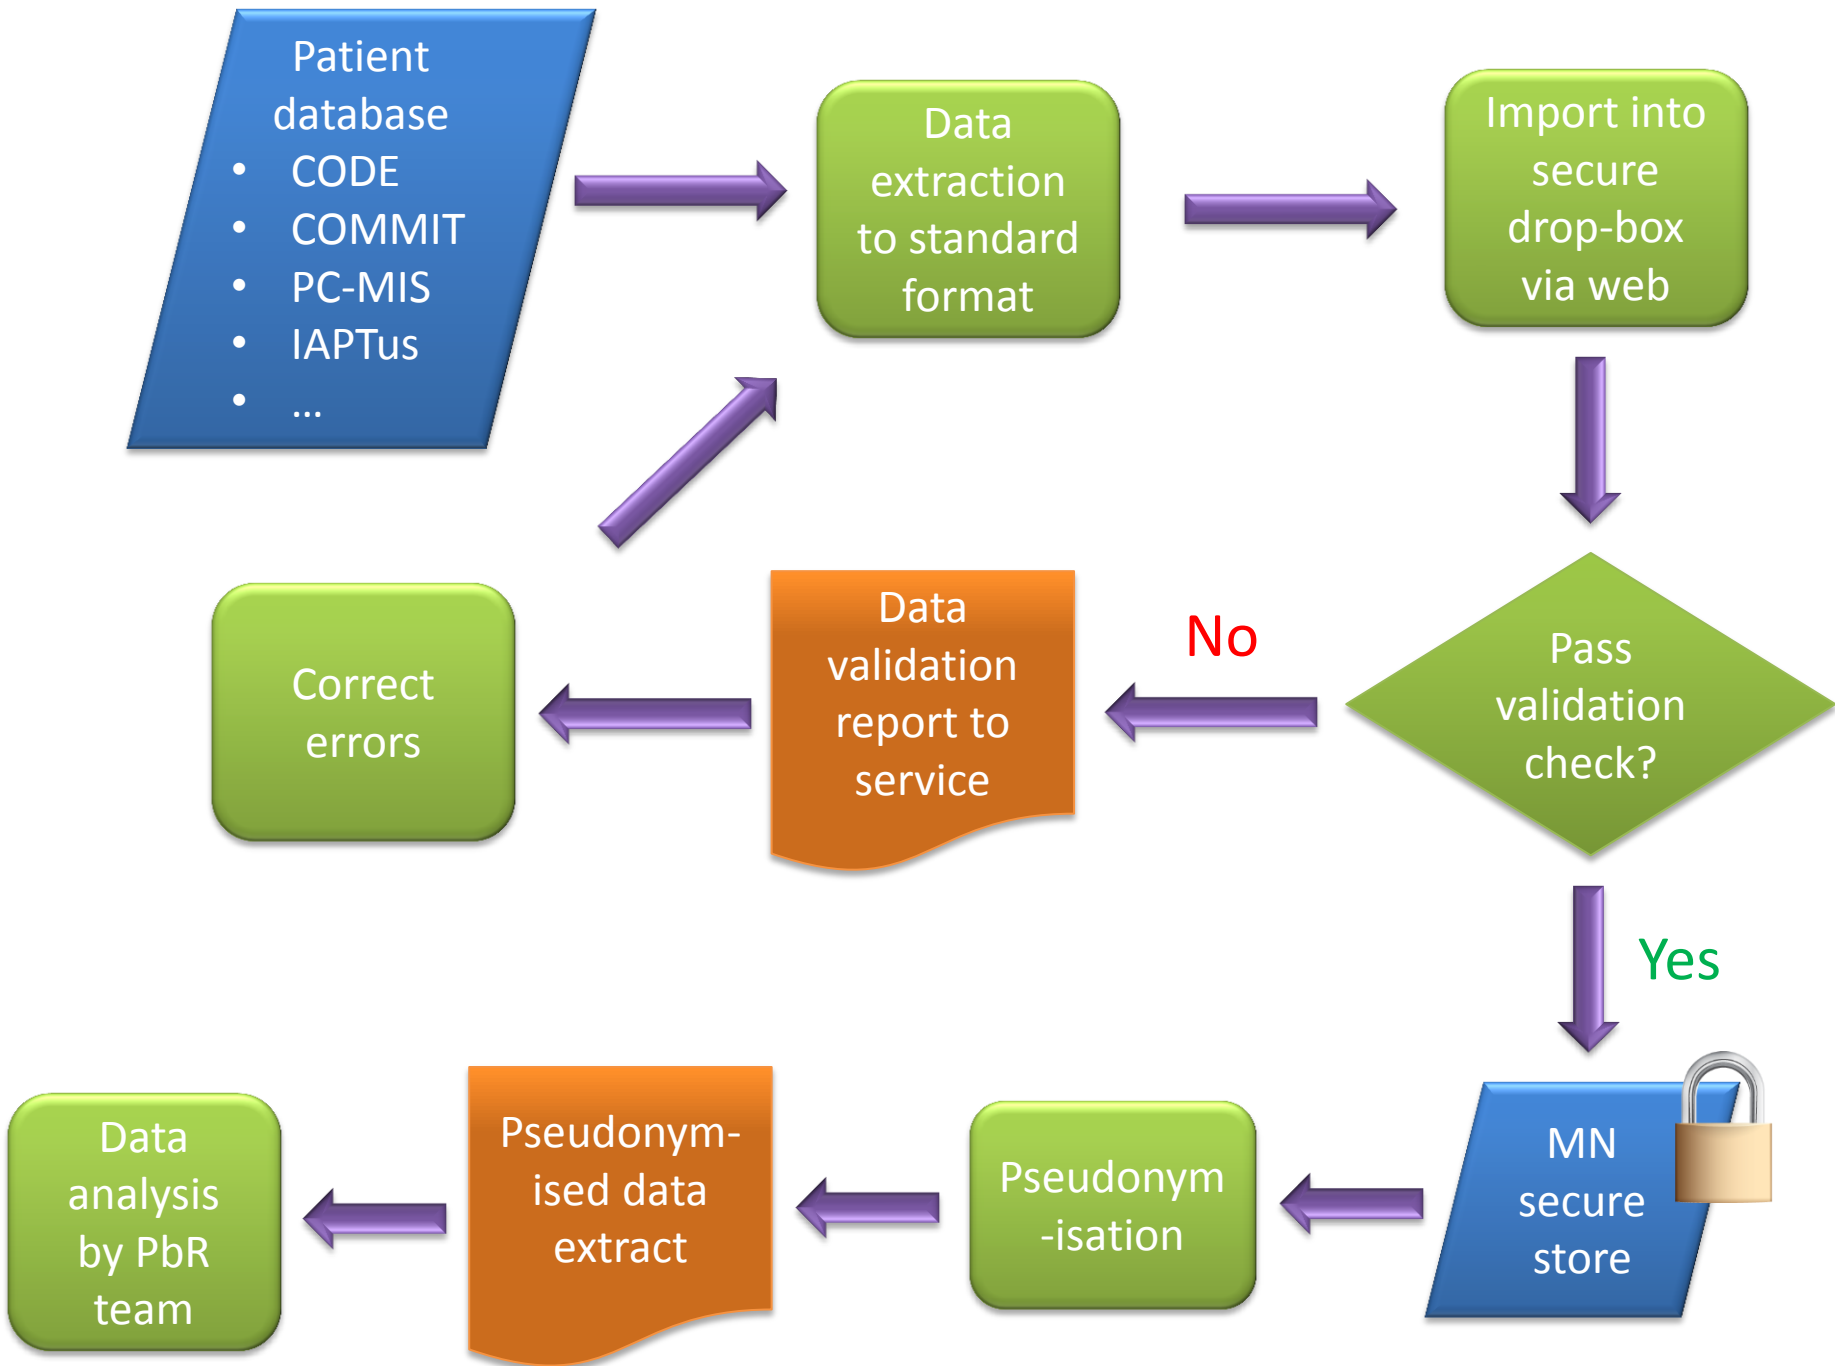 Patient
database
• CODE
• COMMIT
• PC-MIS
• IAPTus
• ...
Data
extraction
to standard
format
Import into
secure
drop-box
via web
Pass
validation
check?
No
Data
validation
report to
service
Correct
errors
Yes
MN
secure
store
Pseudonym
-isation
Pseudonym-
ised data
extract
Data
analysis
by PbR
team